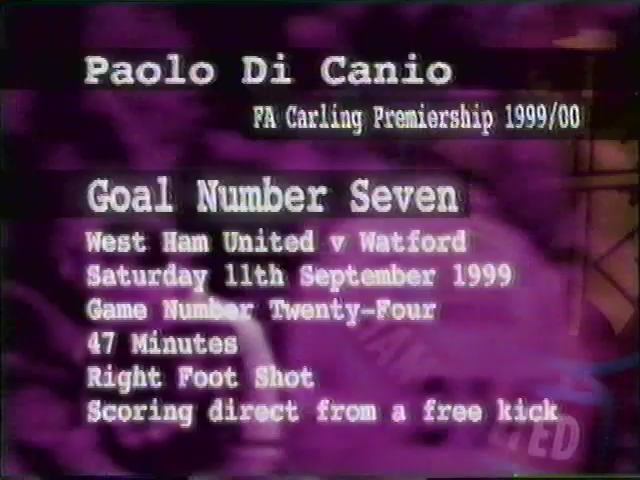 Paolo Di Canio
FA Carling Premiership 1999/00
Goal Number Seven
West Ham United v Watford
Saturday 11th September 1999
Game Number Twenty-Four
47 Minutes
Right Foot Shot
Scoring direct from a free kick